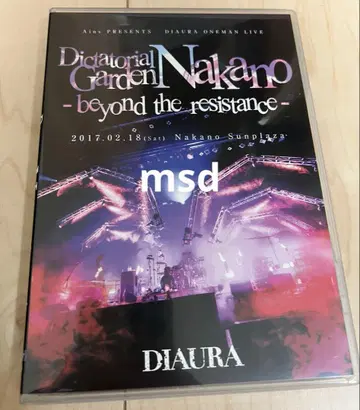 Ains PRESENTS DIAURA ONEMAN LIVE
Dictatorial
Garden Nakano
- beyond the resistance -
2017.02.18(Sat) Nakano Sunplaza
msd
DIAURA